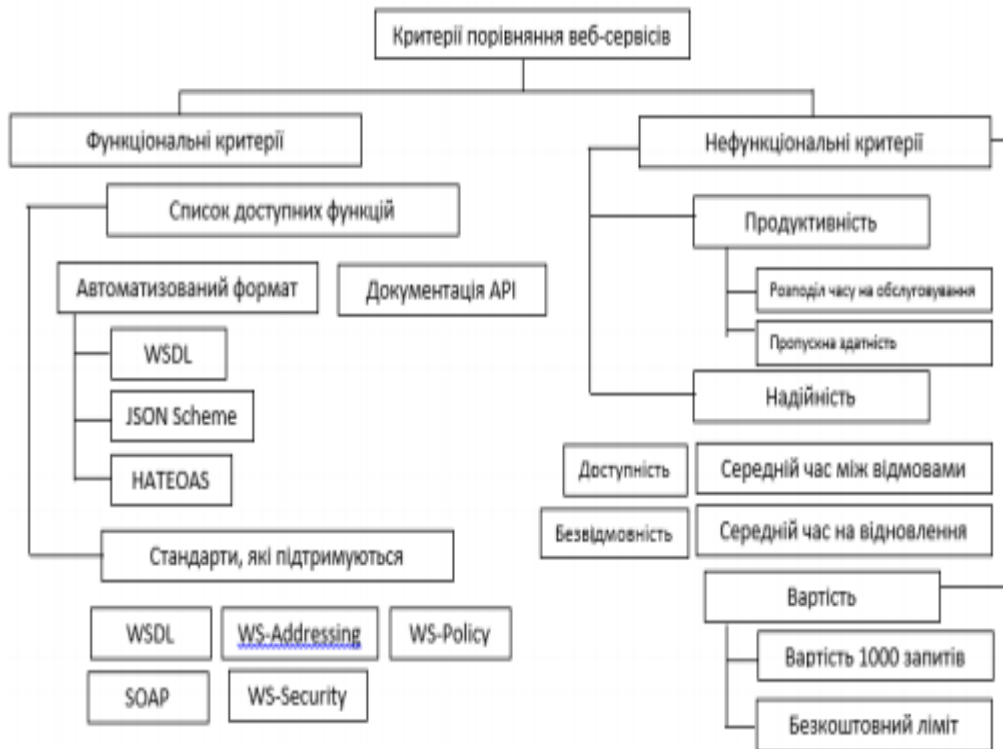 Критерії порівняння веб-сервісів
Функціональні критерії
Список доступних функцій
Автоматизований формат
Документація API
WSDL
JSON Scheme
HATEOAS
Стандарти, які підтримуються
WSDL
WS-Addressing
WS-Policy
SOAP
WS-Security
Нефункціональні критерії
Продуктивність
Розподіл часу на обслуговування
Пропускна здатність
Надійність
Доступність
Середній час між відмовами
Безвідмовність
Середній час на відновлення
Вартість
Вартість 1000 запитів
Безкоштовний ліміт